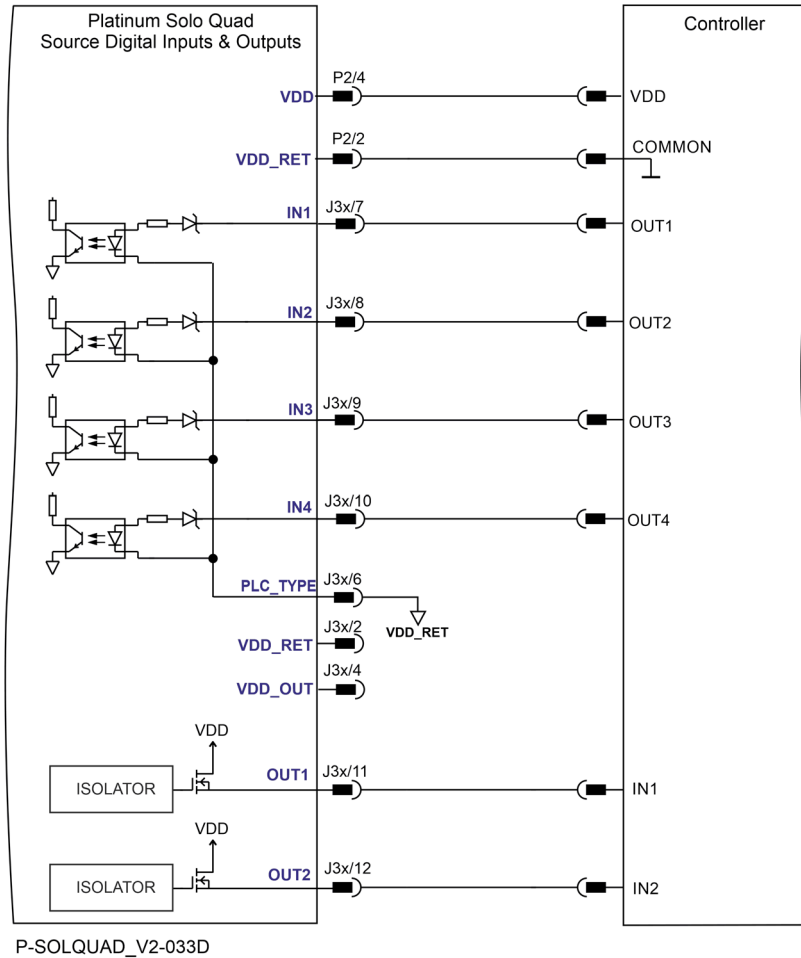 Platinum Solo Quad
Source Digital Inputs & Outputs
Controller
VDD
P2/4
VDD
VDD_RET
P2/2
COMMON
IN1
J3x/7
OUT1
IN2
J3x/8
OUT2
IN3
J3x/9
OUT3
IN4
J3x/10
OUT4
PLC_TYPE
J3x/6
VDD_RET
VDD_RET
J3x/2
VDD_OUT
J3x/4
VDD
ISOLATOR
OUT1
J3x/11
IN1
VDD
ISOLATOR
OUT2
J3x/12
IN2
P-SOLQUAD_V2-033D